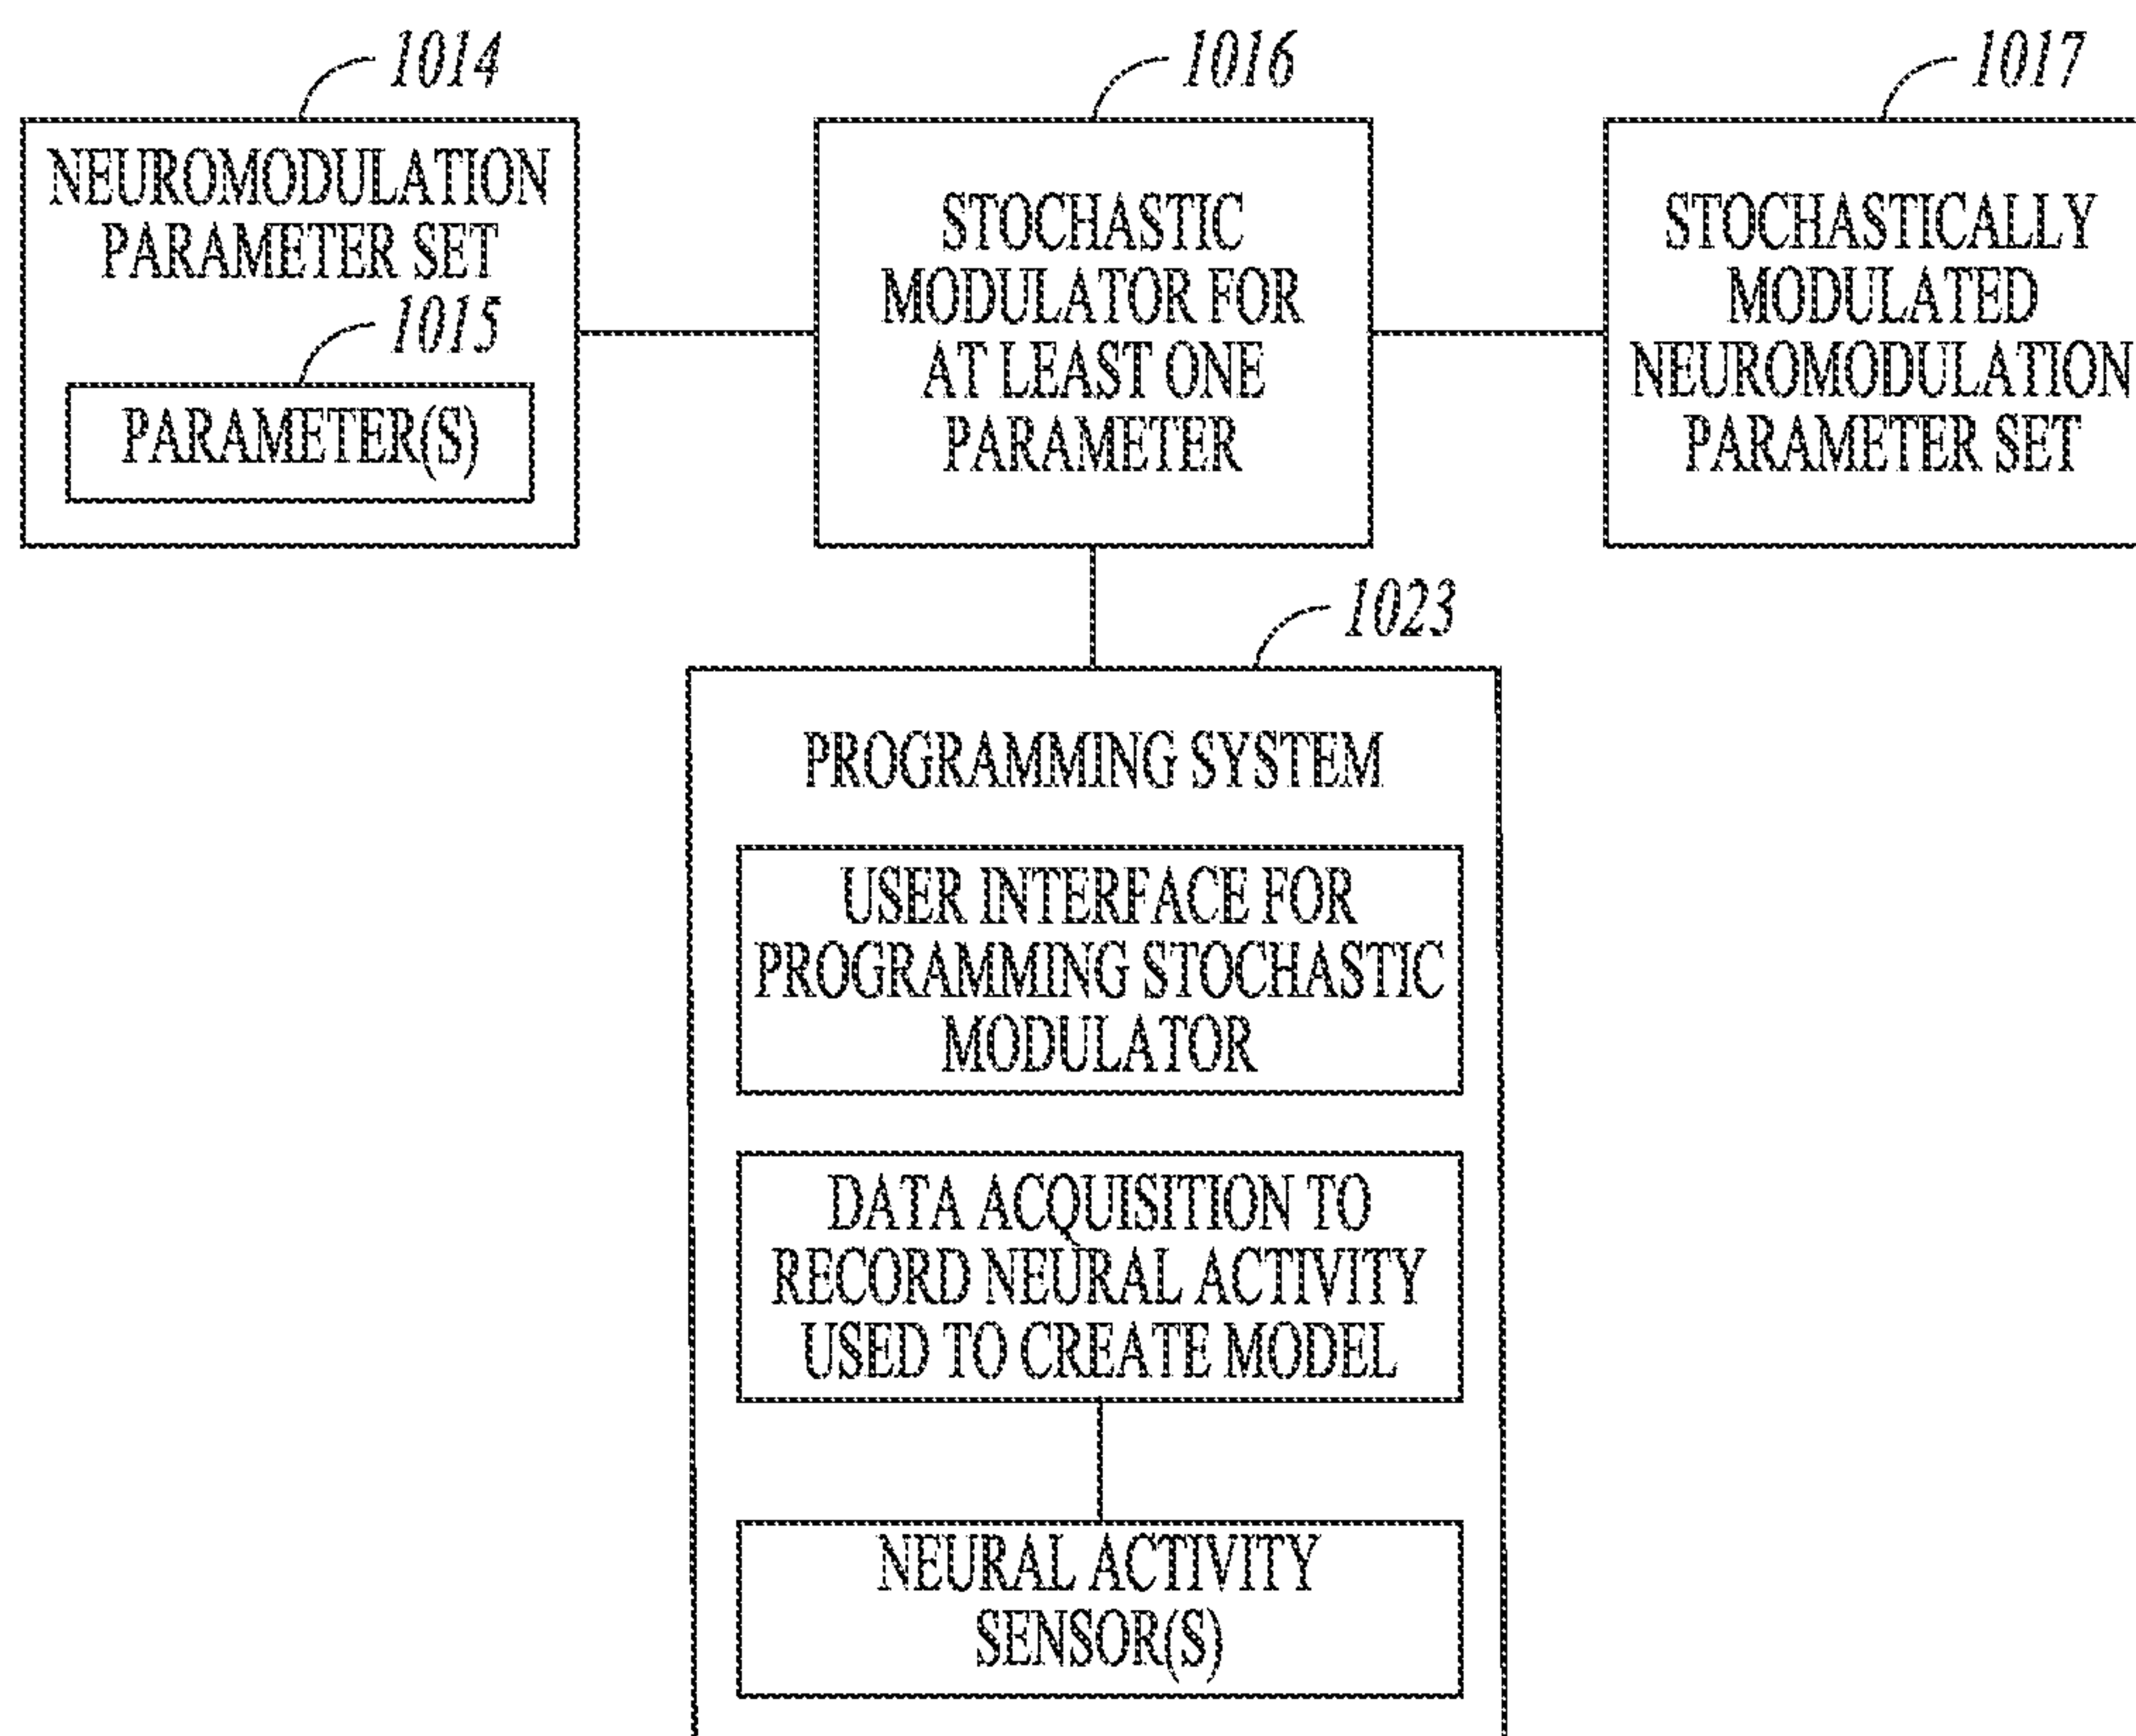 1014
NEUROMODULATION
PARAMETER SET
1015
PARAMETER(S)
1016
STOCHASTIC
MODULATOR FOR
AT LEAST ONE
PARAMETER
1017
STOCHASTICALLY
MODULATED
NEUROMODULATION
PARAMETER SET
1023
PROGRAMMING SYSTEM
USER INTERFACE FOR
PROGRAMMING STOCHASTIC
MODULATOR
DATA ACQUISITION TO
RECORD NEURAL ACTIVITY
USED TO CREATE MODEL
NEURAL ACTIVITY
SENSOR(S)